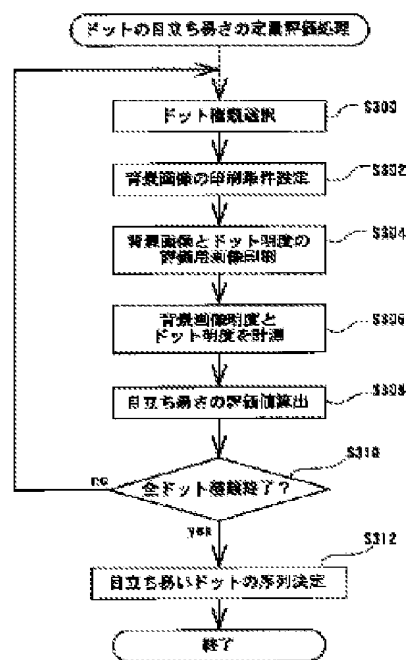 ドットの目立ち易さの定量評価処理
ドット種類選択
S300
背景画像の印刷条件設定
S302
背景画像とドット明度の
評価用画像印刷
S304
背景画像明度と
ドット明度を計測
S306
目立ち易さの評価値算出
S308
全ドット種類終了？
S310
no
yes
目立ち易いドットの序列決定
S312
終了